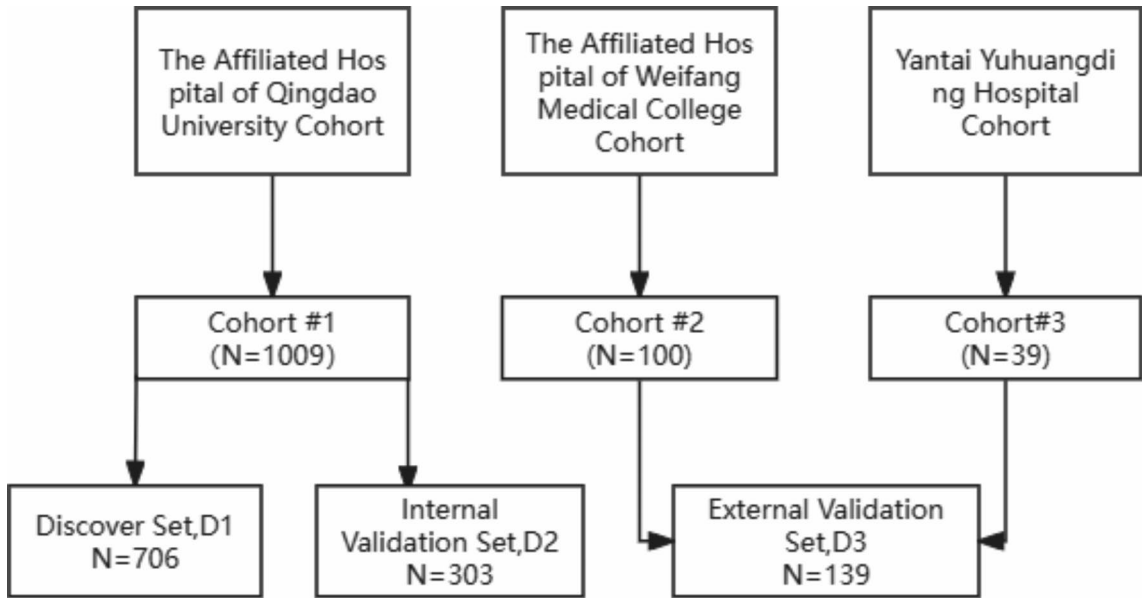 The Affiliated Hos
pital of Qingdao
University Cohort
The Affiliated Hos
pital of Weifang
Medical College
Cohort
Yantai Yuhuangdi
ng Hospital
Cohort
Cohort #1
(N=1009)
Cohort #2
(N=100)
Cohort#3
(N=39)
Discover Set,D1
N=706
Internal
Validation Set,D2
N=303
External Validation
Set,D3
N=139